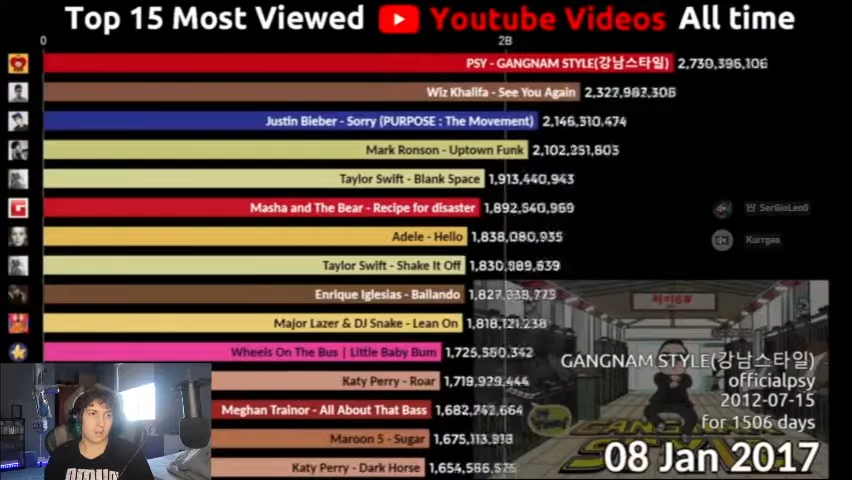 Top 15 Most Viewed Youtube Videos All time
0
2B
PSY - GANGNAM STYLE(강남스타일) 2,730,396,106
Wiz Khalifa - See You Again 2,327,982,308
Justin Bieber - Sorry (PURPOSE : The Movement) 2,146,310,474
Mark Ronson - Uptown Funk 2,102,251,603
Taylor Swift - Blank Space 1,913,440,943
Masha and The Bear - Recipe for disaster 1,892,540,969
SerGioLenD
Adele - Hello 1,838,080,935
Kurrgas
Taylor Swift - Shake It Off 1,830,589,639
Enrique Iglesias - Bailando
Major Lazer & DJ Snake - Lean On 1,818,121,238
Wheels On The Bus | Little Baby Bum 1,725,550,342
GANGNAM STYLE(강남스타일)
Katy Perry - Roar 1,719,929,444
officialpsy
2012-07-15
Meghan Trainor - All About That Bass 1,682,742,664
for 1506 days
Maroon 5 - Sugar 1,675,113,918
08 Jan 2017
Katy Perry - Dark Horse